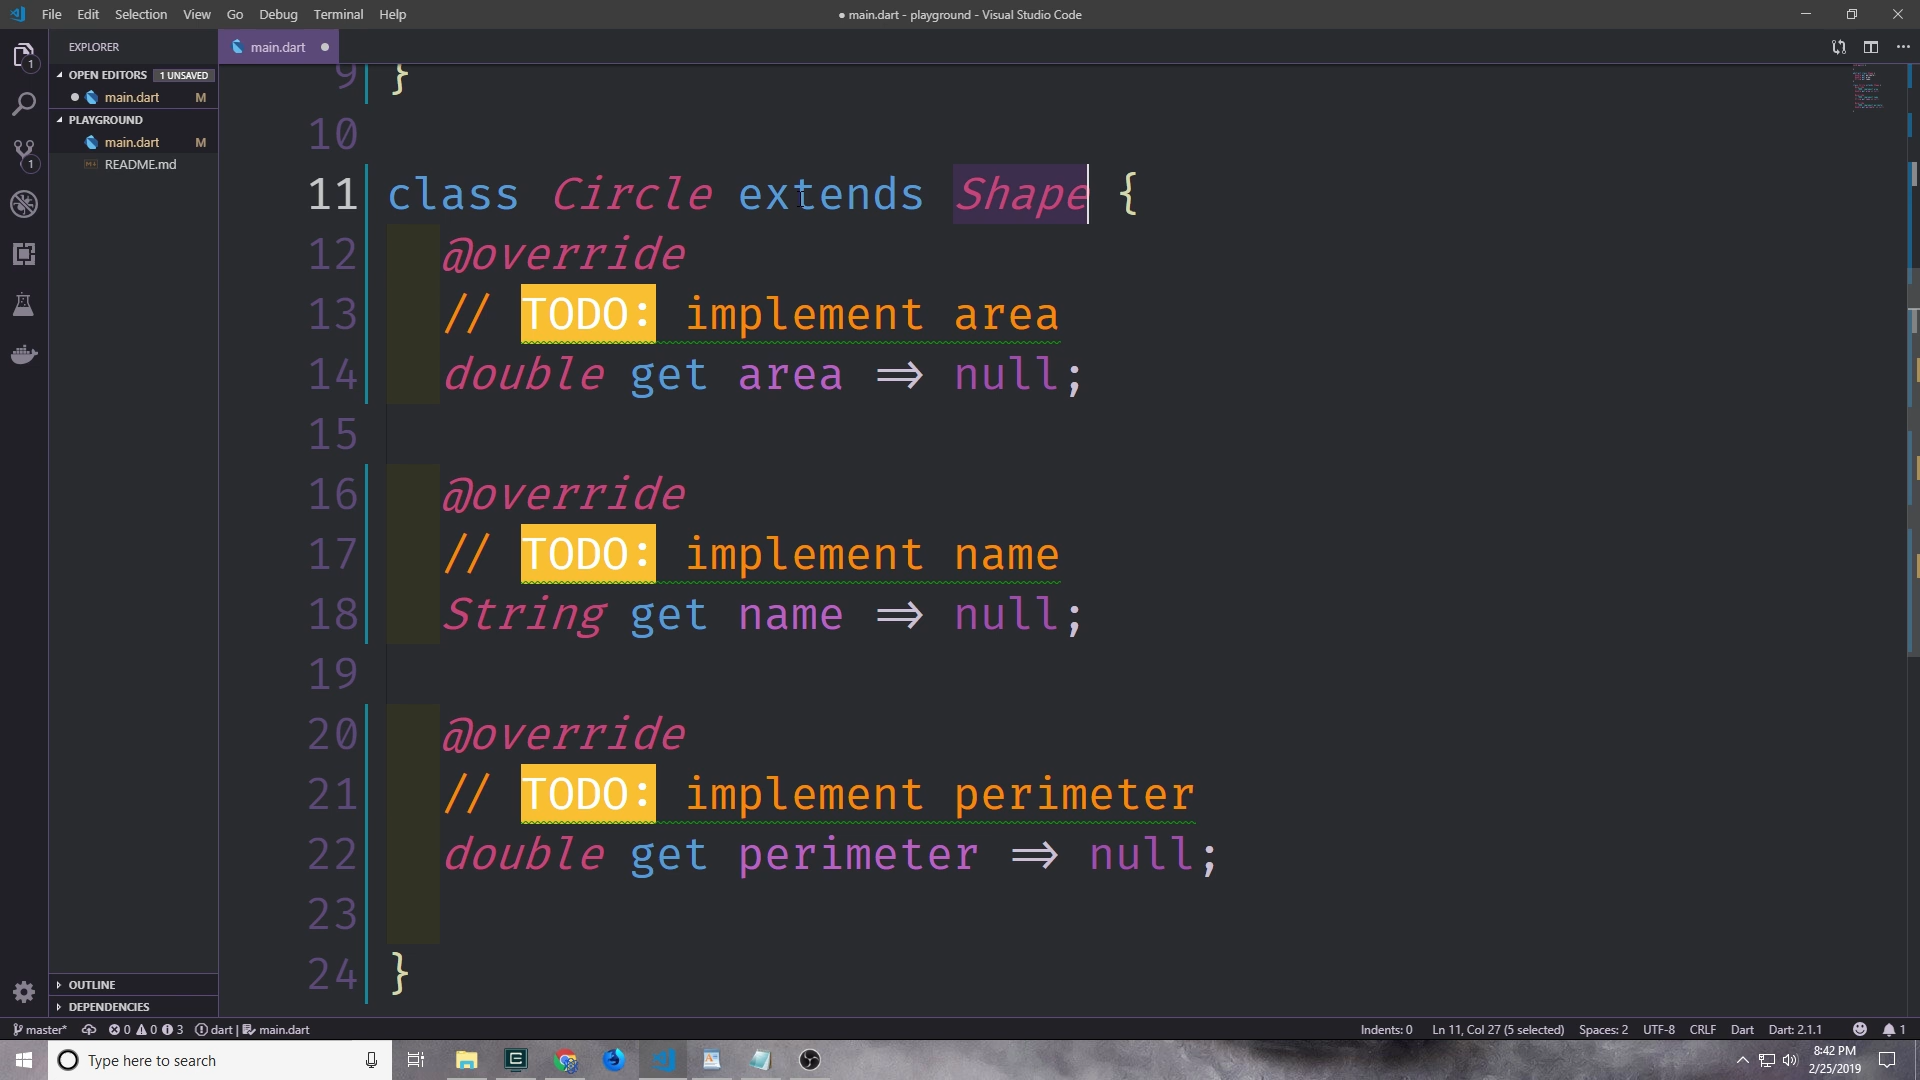 File Edit Selection View Go Debug Terminal Help
● main.dart - playground - Visual Studio Code
EXPLORER
main.dart
OPEN EDITORS 1 UNSAVED
main.dart M
PLAYGROUND
main.dart M
README.md
OUTLINE
DEPENDENCIES
1
1
9 }
10
11 class Circle extends Shape {
12 @override
13 // TODO: implement area
14 double get area => null;
15
16 @override
17 // TODO: implement name
18 String get name => null;
19
20 @override
21 // TODO: implement perimeter
22 double get perimeter => null;
23
24 }
master* 0 0 3 dart | main.dart
Indents: 0 Ln 11, Col 27 (5 selected) Spaces: 2 UTF-8 CRLF Dart Dart: 2.1.1 1
Type here to search
8:42 PM
2/25/2019